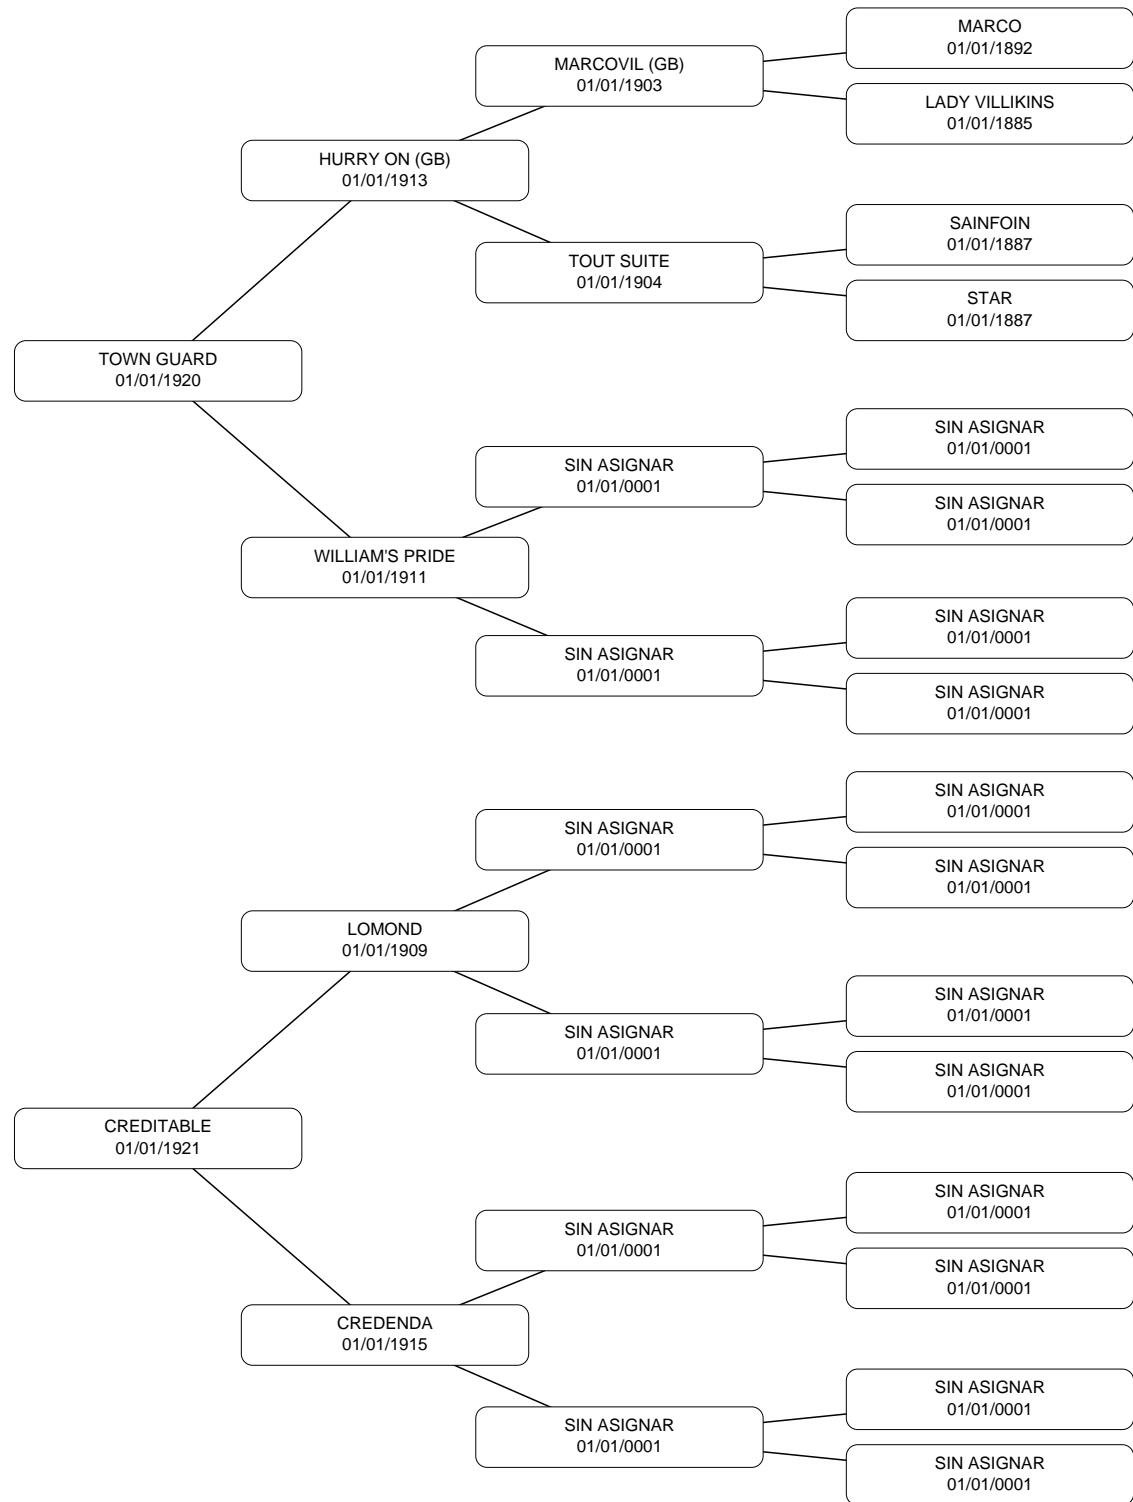 MARCO
01/01/1892
MARCOVIL (GB)
01/01/1903
LADY VILLIKINS
01/01/1885
HURRY ON (GB)
01/01/1913
SAINFOIN
01/01/1887
TOUT SUITE
01/01/1904
STAR
01/01/1887
TOWN GUARD
01/01/1920
SIN ASIGNAR
01/01/0001
SIN ASIGNAR
01/01/0001
SIN ASIGNAR
01/01/0001
WILLIAM'S PRIDE
01/01/1911
SIN ASIGNAR
01/01/0001
SIN ASIGNAR
01/01/0001
SIN ASIGNAR
01/01/0001
SIN ASIGNAR
01/01/0001
SIN ASIGNAR
01/01/0001
SIN ASIGNAR
01/01/0001
LOMOND
01/01/1909
SIN ASIGNAR
01/01/0001
SIN ASIGNAR
01/01/0001
SIN ASIGNAR
01/01/0001
CREDITABLE
01/01/1921
SIN ASIGNAR
01/01/0001
SIN ASIGNAR
01/01/0001
SIN ASIGNAR
01/01/0001
CREDENDA
01/01/1915
SIN ASIGNAR
01/01/0001
SIN ASIGNAR
01/01/0001
SIN ASIGNAR
01/01/0001